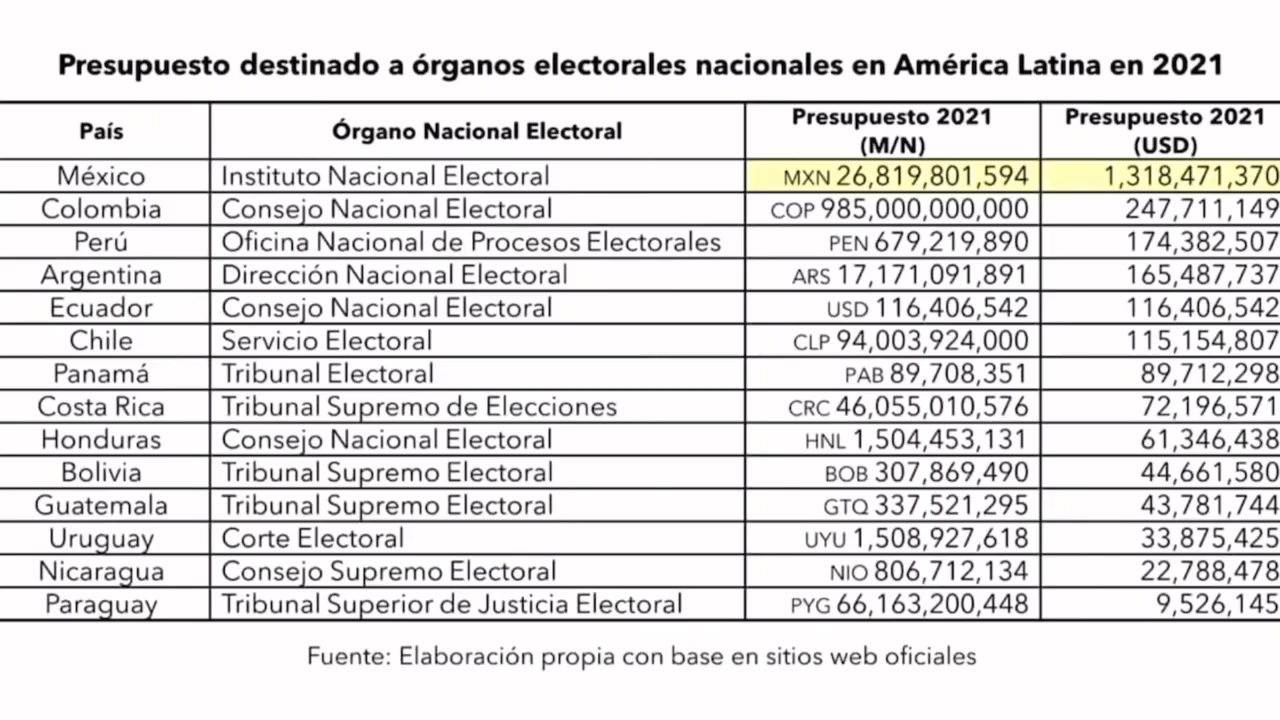 Presupuesto destinado a órganos electorales nacionales en América Latina en 2021
País Órgano Nacional Electoral Presupuesto 2021 (M/N) Presupuesto 2021 (USD)
México Instituto Nacional Electoral MXN 26,819,801,594 1,318,471,370
Colombia Consejo Nacional Electoral COP 985,000,000,000 247,711,149
Perú Oficina Nacional de Procesos Electorales PEN 679,219,890 174,382,507
Argentina Dirección Nacional Electoral ARS 17,171,091,891 165,487,737
Ecuador Consejo Nacional Electoral USD 116,406,542 116,406,542
Chile Servicio Electoral CLP 94,003,924,000 115,154,807
Panamá Tribunal Electoral PAB 89,708,351 89,712,298
Costa Rica Tribunal Supremo de Elecciones CRC 46,055,010,576 72,196,571
Honduras Consejo Nacional Electoral HNL 1,504,453,131 61,346,438
Bolivia Tribunal Supremo Electoral BOB 307,869,490 44,661,580
Guatemala Tribunal Supremo Electoral GTQ 337,521,295 43,781,744
Uruguay Corte Electoral UYU 1,508,927,618 33,875,425
Nicaragua Consejo Supremo Electoral NIO 806,712,134 22,788,478
Paraguay Tribunal Superior de Justicia Electoral PYG 66,163,200,448 9,526,145
Fuente: Elaboración propia con base en sitios web oficiales